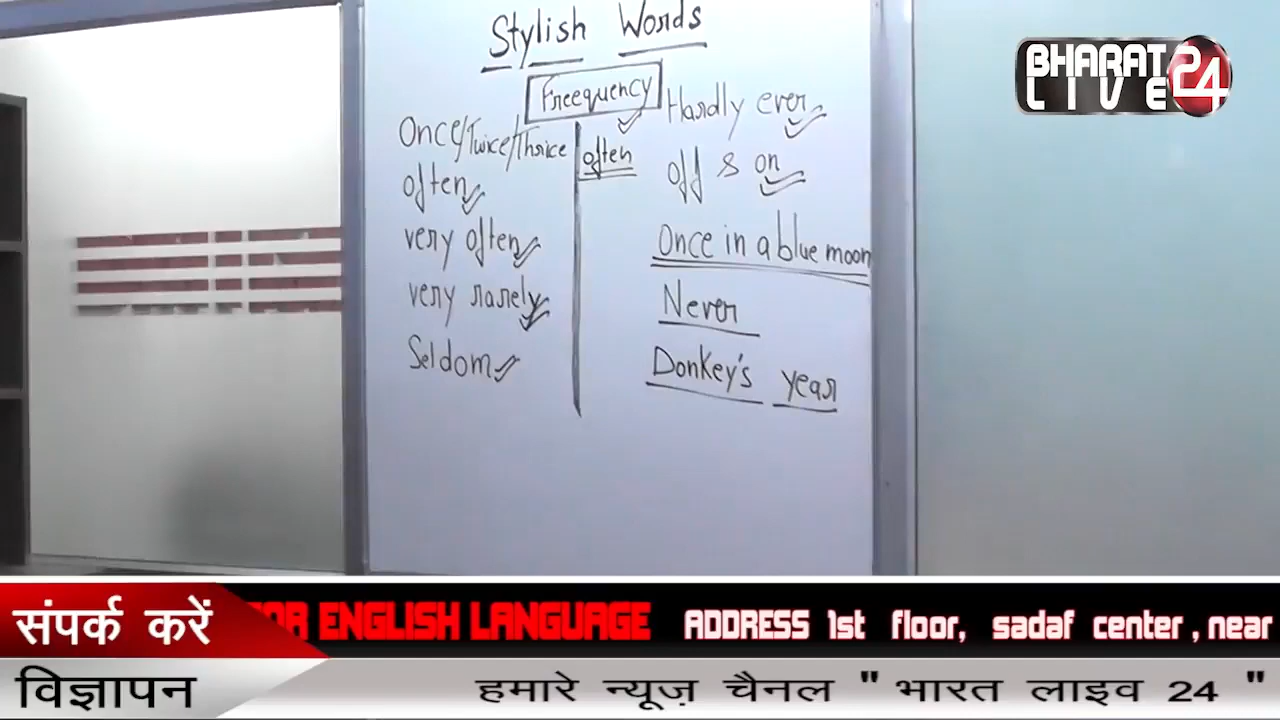 Stylish Words
Freequency
Once/Twice/Thrice
often
very often
very rarely
Seldom
often
Hardly ever
off & on
Once in a blue moon
Never
Donkey's year
BHARAT
LIVE 24
संपर्क करें
FOR ENGLISH LANGUAGE ADDRESS 1st floor, sadaf center, near
विज्ञापन
हमारे न्यूज़ चैनल " भारत लाइव 24 "